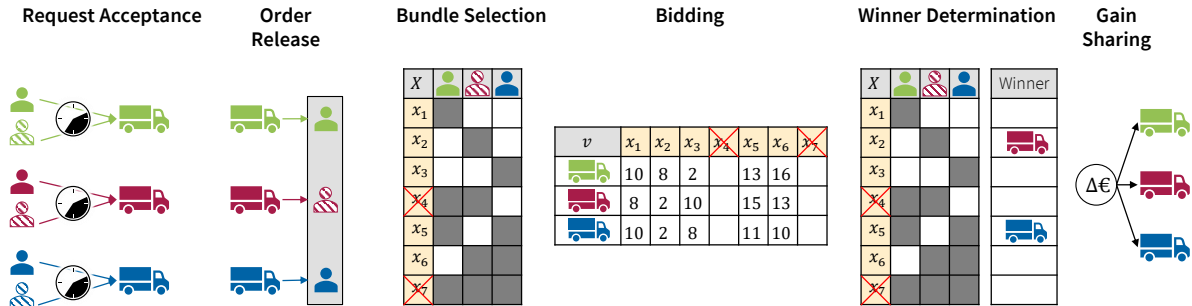 Request Acceptance
Order
Release
Bundle Selection
Bidding
Winner Determination
Gain
Sharing
X
x₁
x₂
x₃
x₄
x₅
x₆
x₇
v x₁ x₂ x₃ x₄ x₅ x₆ x₇
10 8 2 13 16
8 2 10 15 13
10 2 8 11 10
X Winner
x₁
x₂
x₃
x₄
x₅
x₆
x₇
Δ€